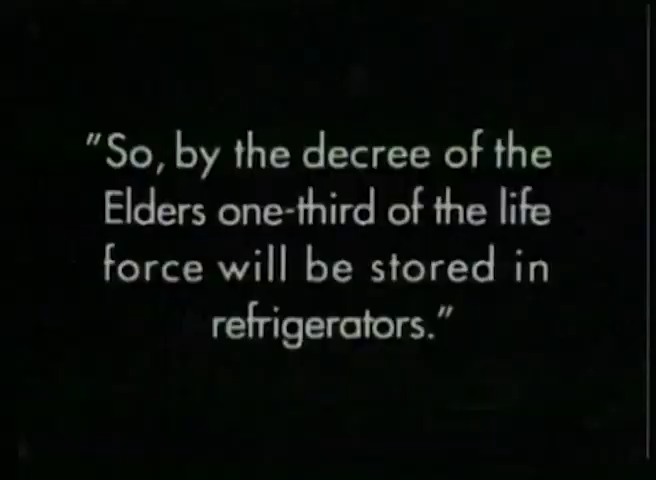 "So, by the decree of the
Elders one-third of the life
force will be stored in
refrigerators."